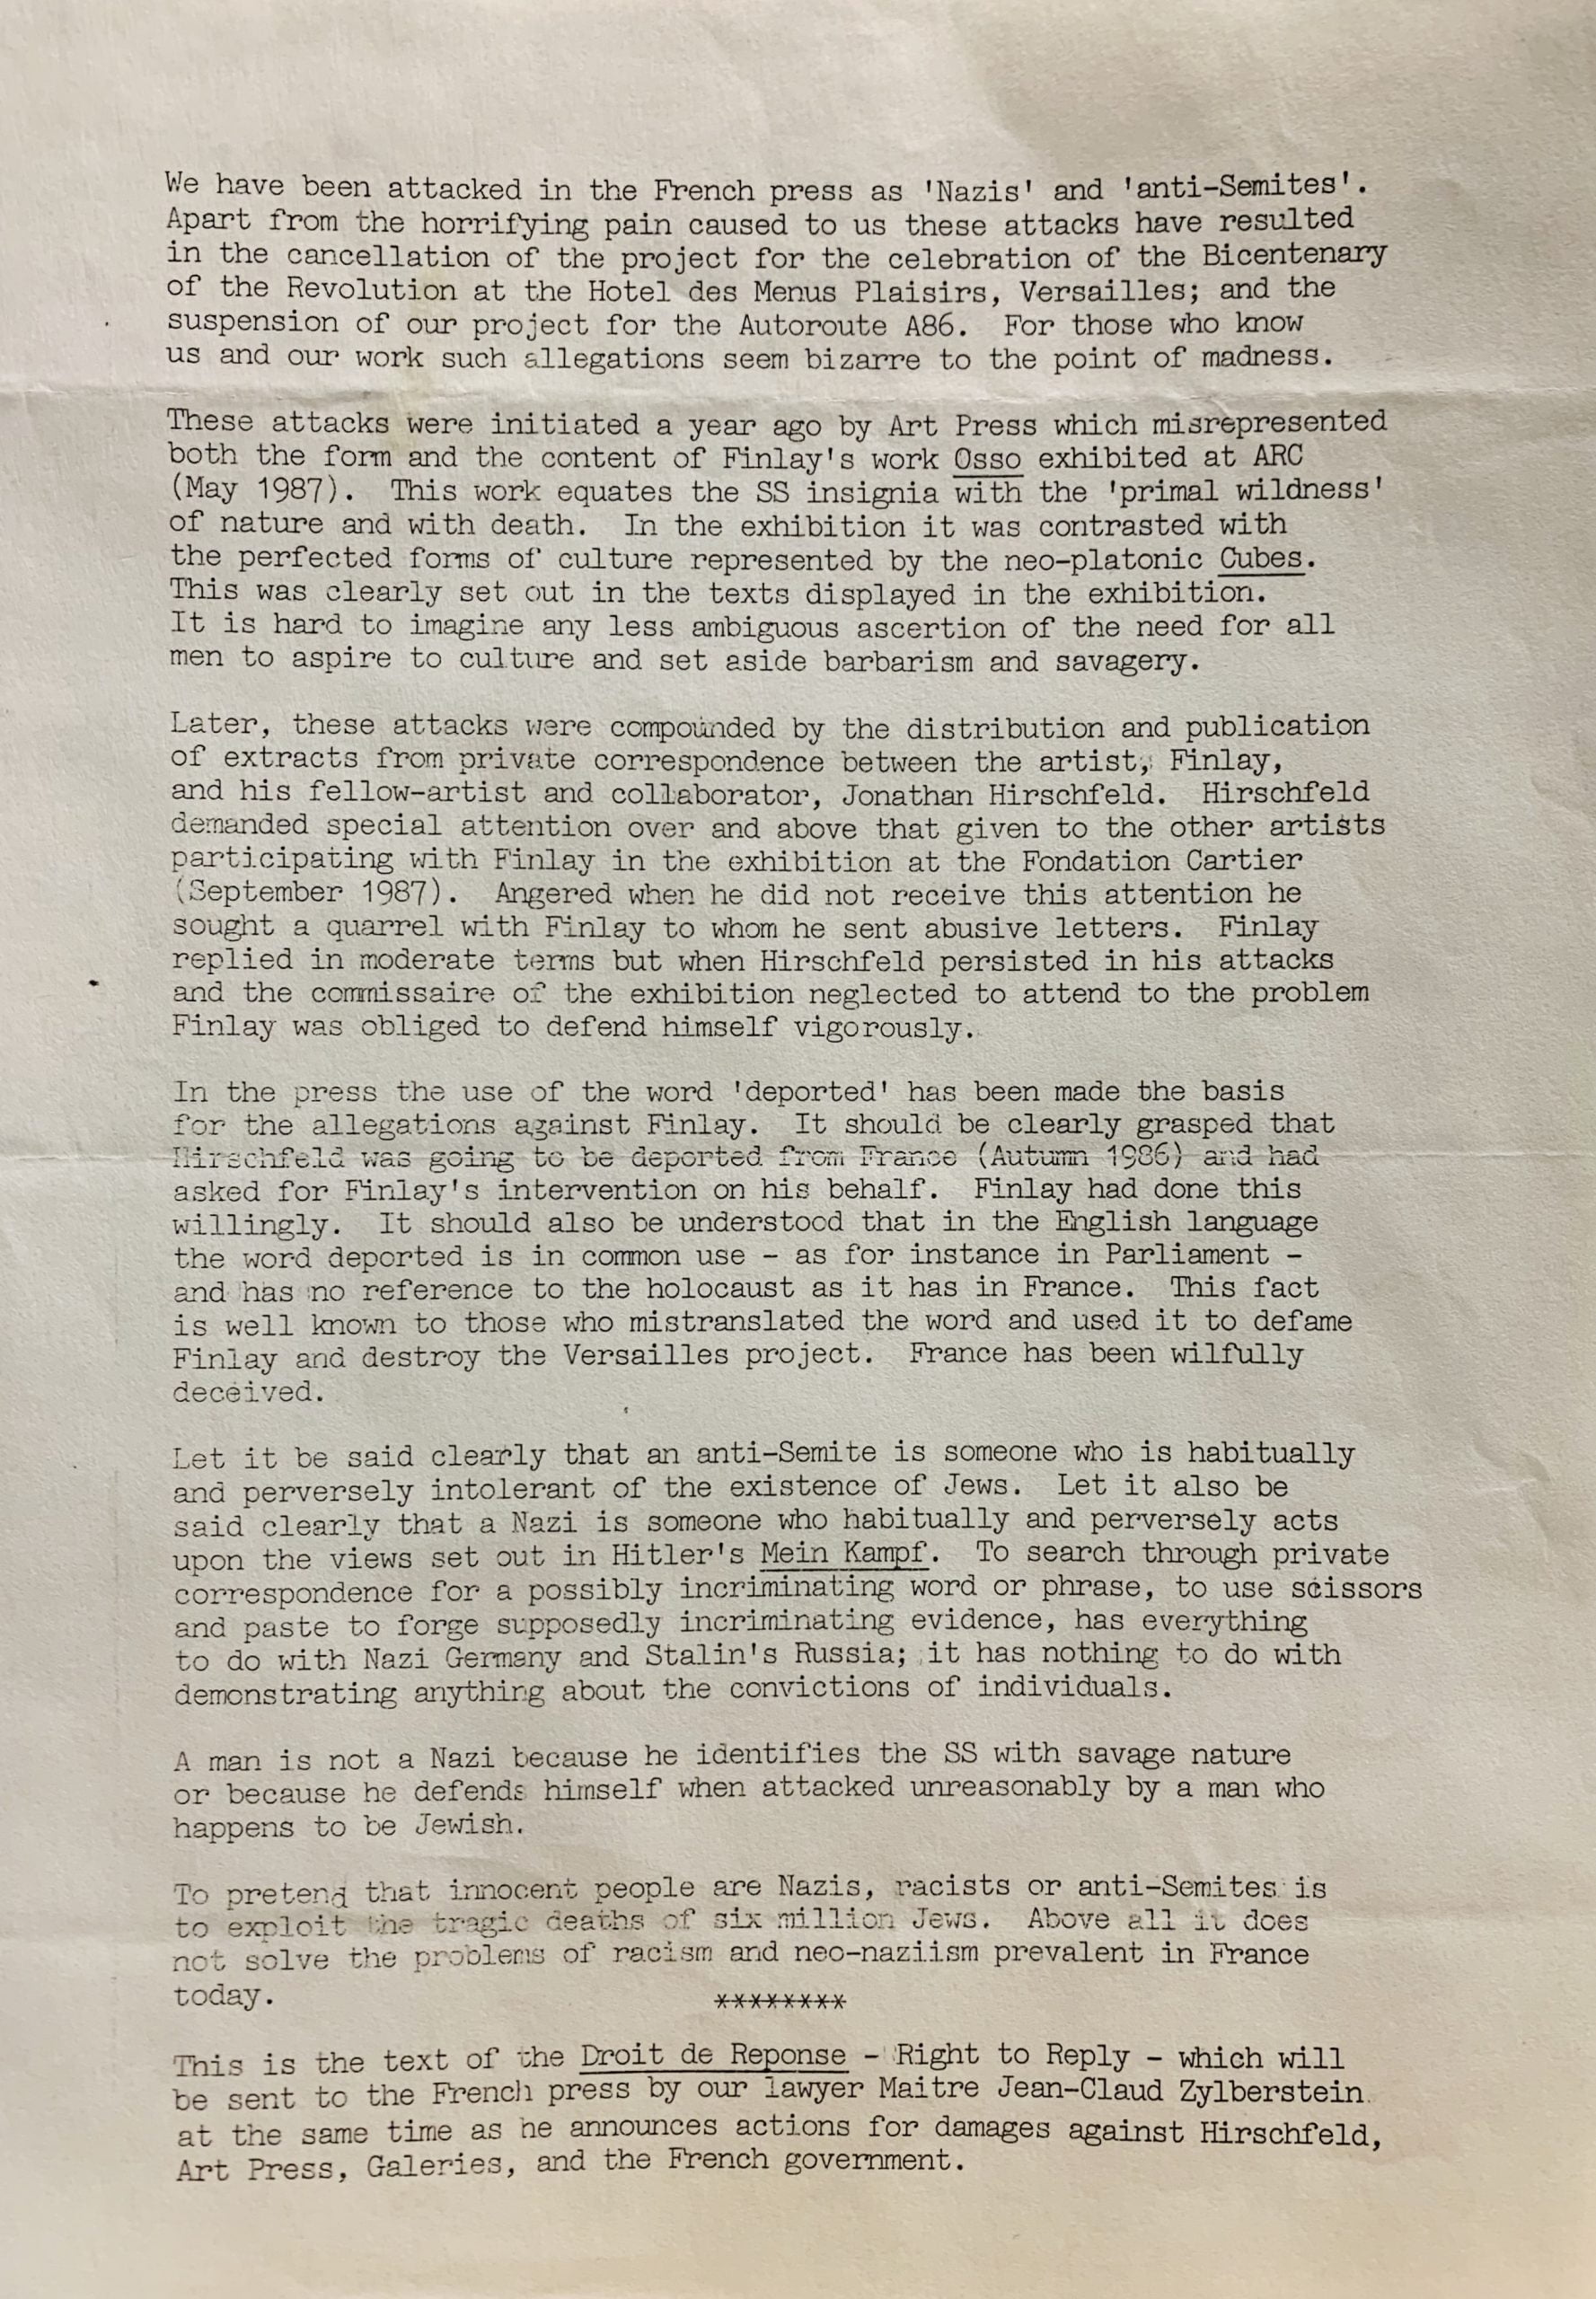 We have been attacked in the French press as 'Nazis' and 'anti-Semites'.
Apart from the horrifying pain caused to us these attacks have resulted
in the cancellation of the project for the celebration of the Bicentenary
of the Revolution at the Hotel des Menus Plaisirs, Versailles; and the
suspension of our project for the Autoroute A86. For those who know
us and our work such allegations seem bizarre to the point of madness.
These attacks were initiated a year ago by Art Press which misrepresented
both the form and the content of Finlay's work Osso exhibited at ARC
(May 1987). This work equates the SS insignia with the 'primal wildness'
of nature and with death. In the exhibition it was contrasted with
the perfected forms of culture represented by the neo-platonic Cubes.
This was clearly set out in the texts displayed in the exhibition.
It is hard to imagine any less ambiguous ascertion of the need for all
men to aspire to culture and set aside barbarism and savagery.
Later, these attacks were compounded by the distribution and publication
of extracts from private correspondence between the artist, Finlay,
and his fellow-artist and collaborator, Jonathan Hirschfeld. Hirschfeld
demanded special attention over and above that given to the other artists
participating with Finlay in the exhibition at the Fondation Cartier
(September 1987). Angered when he did not receive this attention he
sought a quarrel with Finlay to whom he sent abusive letters. Finlay
replied in moderate terms but when Hirschfeld persisted in his attacks
and the commissaire of the exhibition neglected to attend to the problem
Finlay was obliged to defend himself vigorously.
In the press the use of the word 'deported' has been made the basis
for the allegations against Finlay. It should be clearly grasped that
Hirschfeld was going to be deported from France (Autumn 1986) and had
asked for Finlay's intervention on his behalf. Finlay had done this
willingly. It should also be understood that in the English language
the word deported is in common use - as for instance in Parliament -
and has no reference to the holocaust as it has in France. This fact
is well known to those who mistranslated the word and used it to defame
Finlay and destroy the Versailles project. France has been wilfully
deceived.
Let it be said clearly that an anti-Semite is someone who is habitually
and perversely intolerant of the existence of Jews. Let it also be
said clearly that a Nazi is someone who habitually and perversely acts
upon the views set out in Hitler's Mein Kampf. To search through private
correspondence for a possibly incriminating word or phrase, to use scissors
and paste to forge supposedly incriminating evidence, has everything
to do with Nazi Germany and Stalin's Russia; it has nothing to do with
demonstrating anything about the convictions of individuals.
A man is not a Nazi because he identifies the SS with savage nature
or because he defends himself when attacked unreasonably by a man who
happens to be Jewish.
To pretend that innocent people are Nazis, racists or anti-Semites is
to exploit the tragic deaths of six million Jews. Above all it does
not solve the problems of racism and neo-naziism prevalent in France
today.
********
This is the text of the Droit de Reponse - Right to Reply - which will
be sent to the French press by our lawyer Maitre Jean-Claud Zylberstein
at the same time as he announces actions for damages against Hirschfeld,
Art Press, Galeries, and the French government.